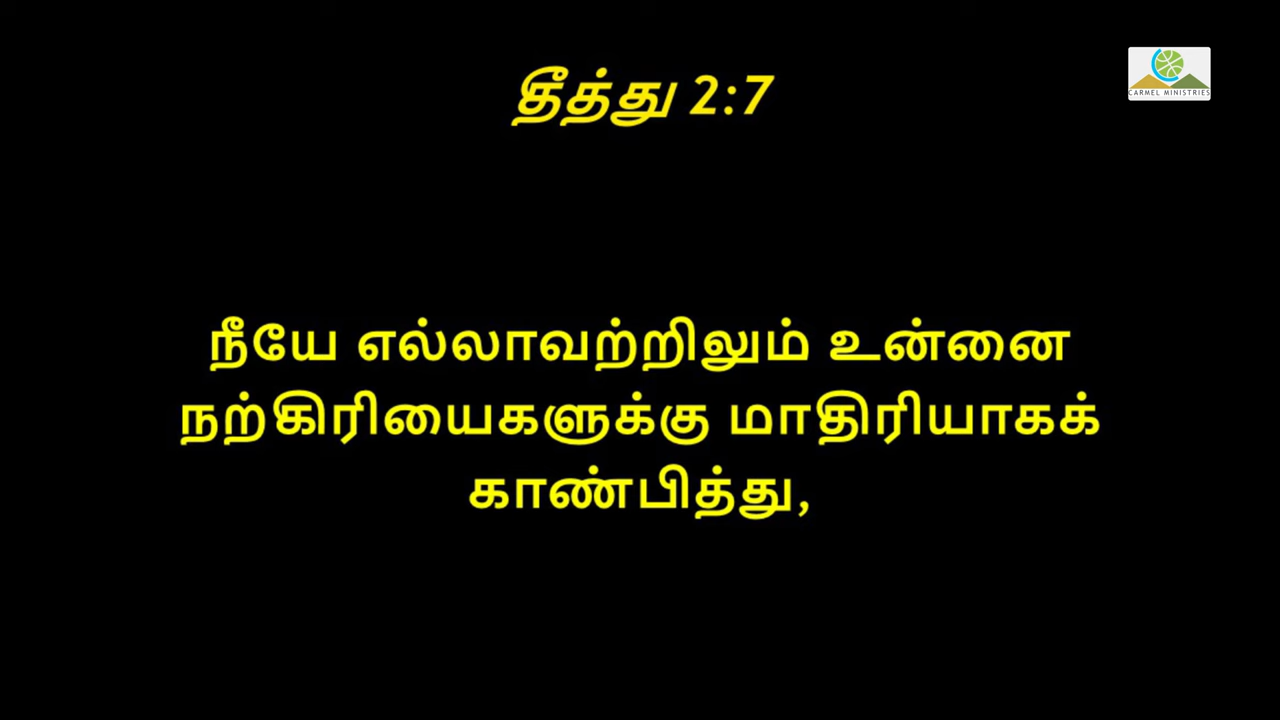 CARMEL MINISTRIES
தீத்து 2:7
நீயே எல்லாவற்றிலும் உன்னை
நற்கிரியைகளுக்கு மாதிரியாகக்
காண்பித்து,